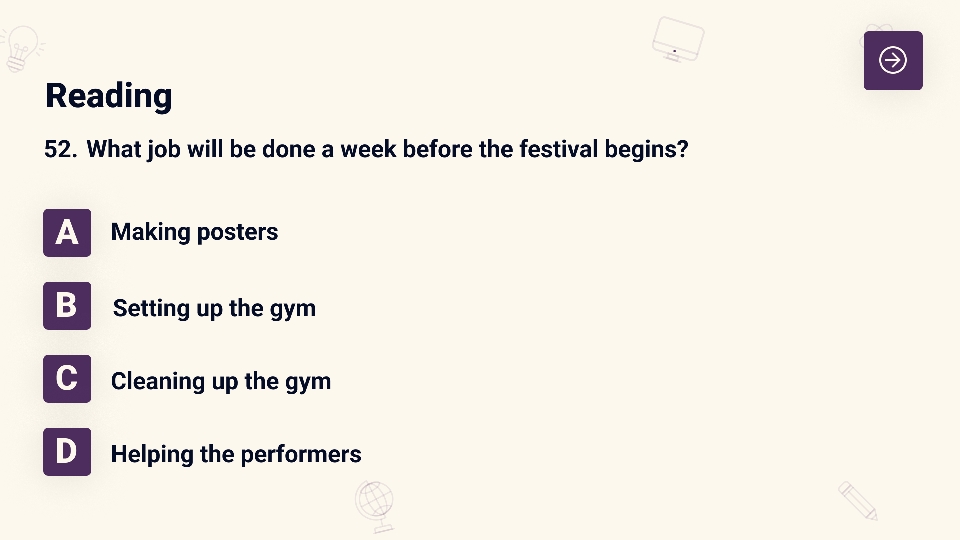 Reading
52. What job will be done a week before the festival begins?
A Making posters
B Setting up the gym
C Cleaning up the gym
D Helping the performers